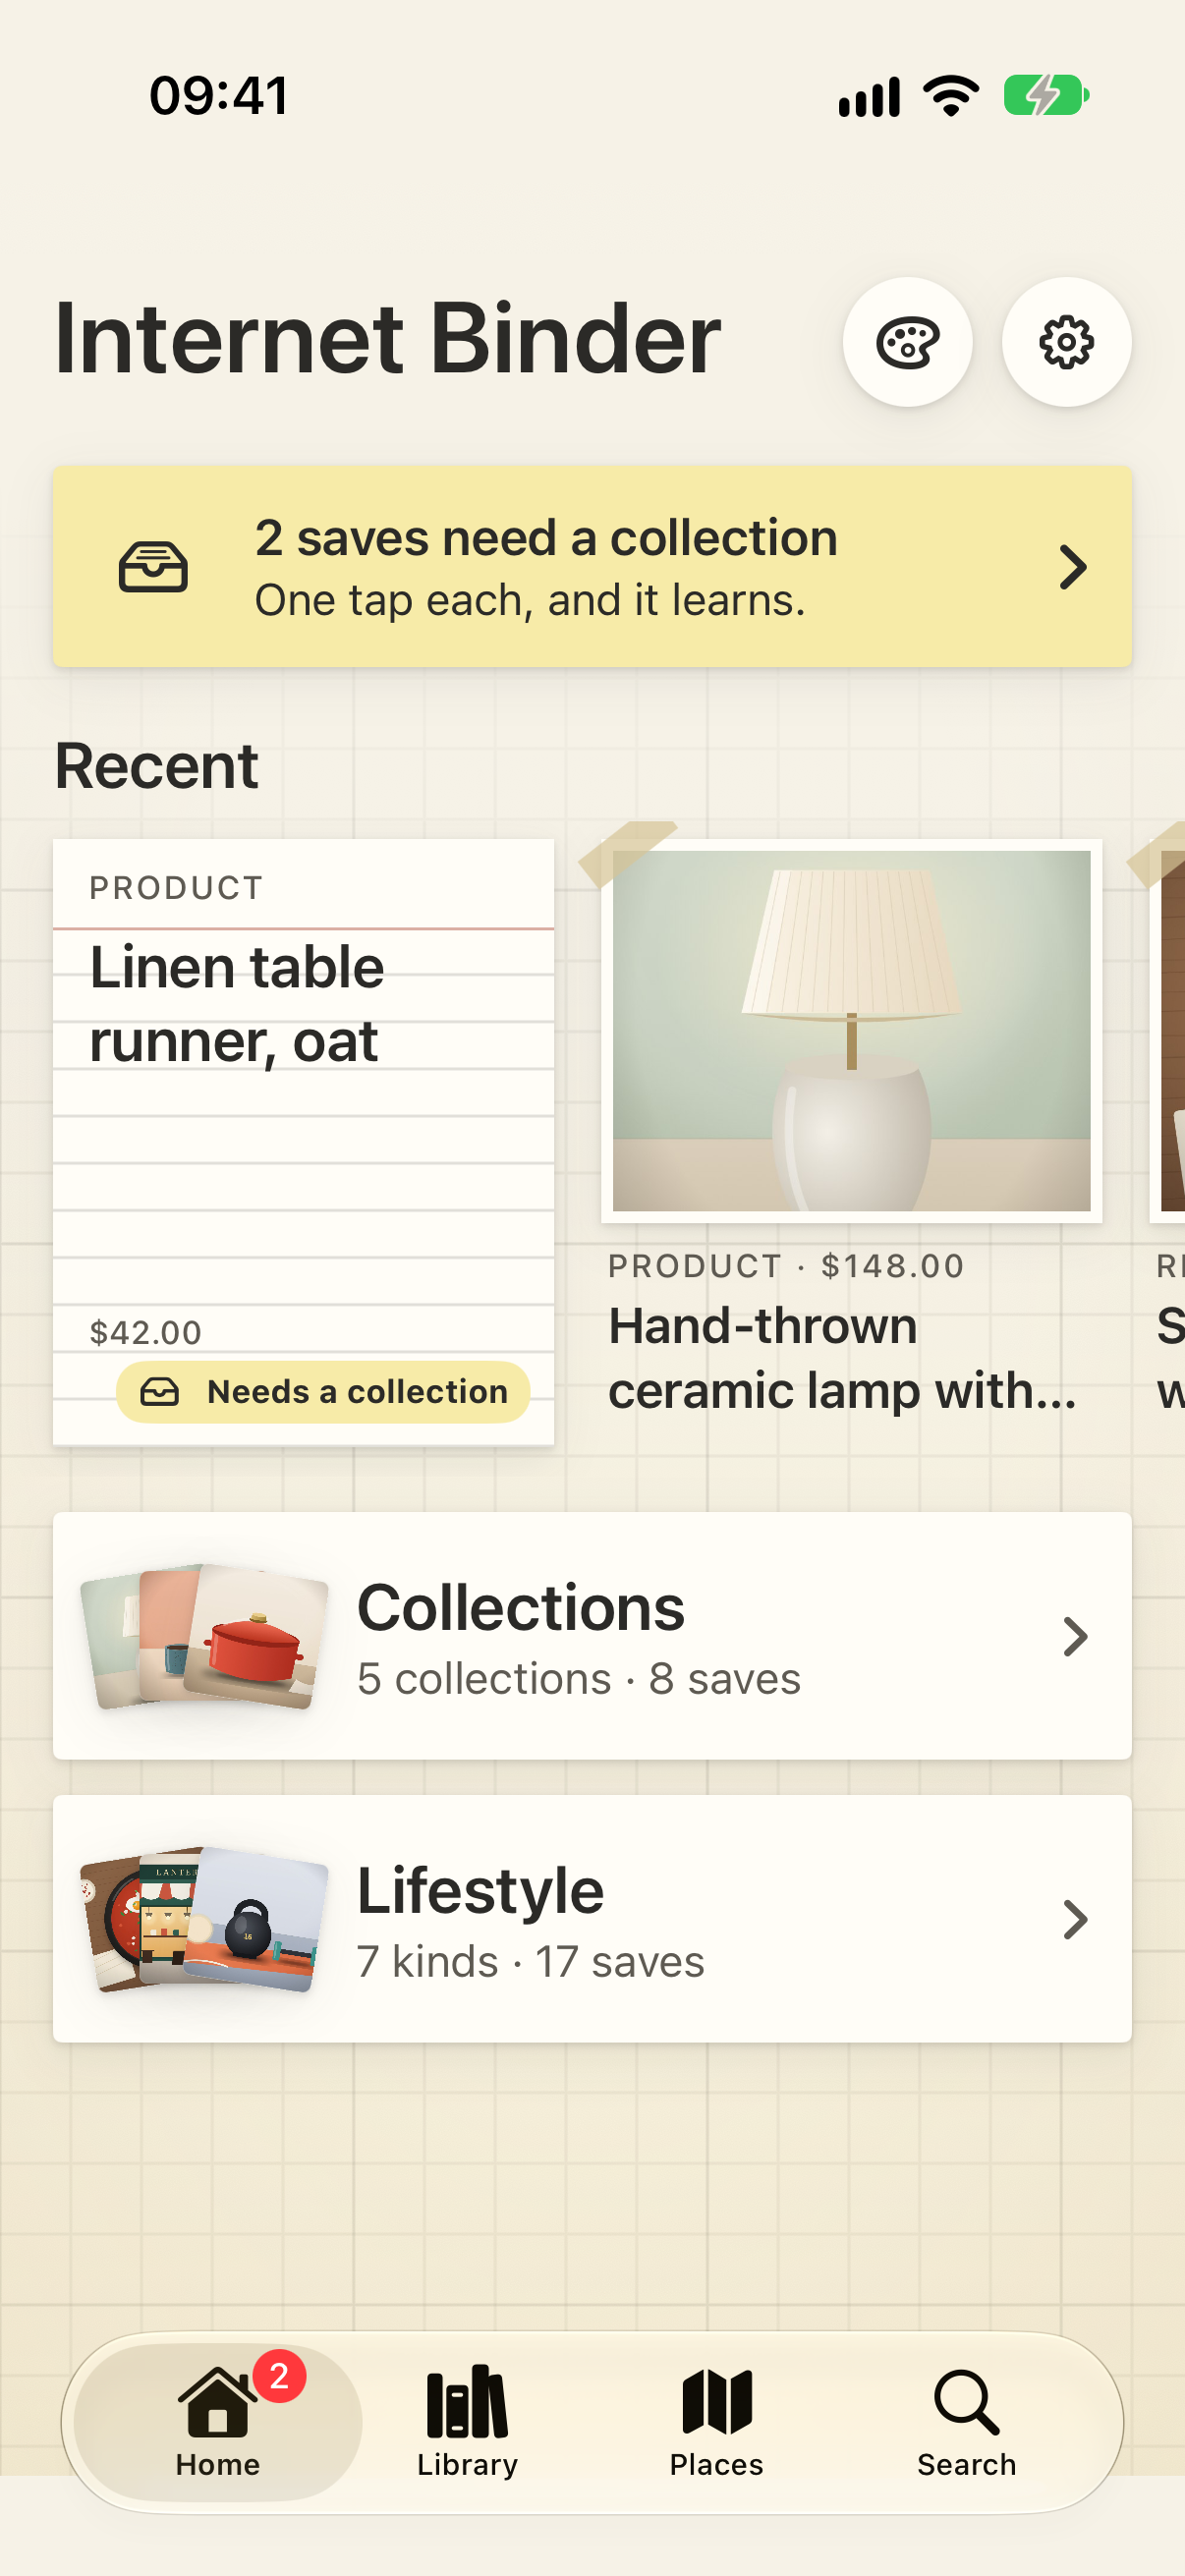 09:41
Internet Binder
2 saves need a collection
One tap each, and it learns.
Recent
PRODUCT
Linen table
runner, oat
$42.00
Needs a collection
PRODUCT · $148.00
Hand-thrown
ceramic lamp with...
Collections
5 collections · 8 saves
Lifestyle
7 kinds · 17 saves
2
Home
Library
Places
Search